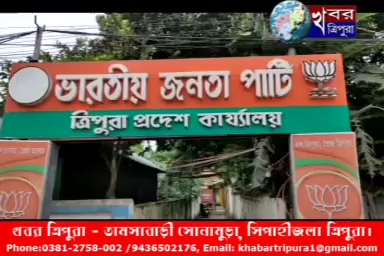 খবর
ত্রিপুরা
ভারতীয় জনতা পার্টি
ত্রিপুরা প্রদেশ কার্য্যালয়
খবর ত্রিপুরা - তামসাবাড়ী সোনামুড়া, সিপাহীজলা ত্রিপুরা।
Phone:0381-2758-002 /9436502176, Email: khabartripura1@gmail.com